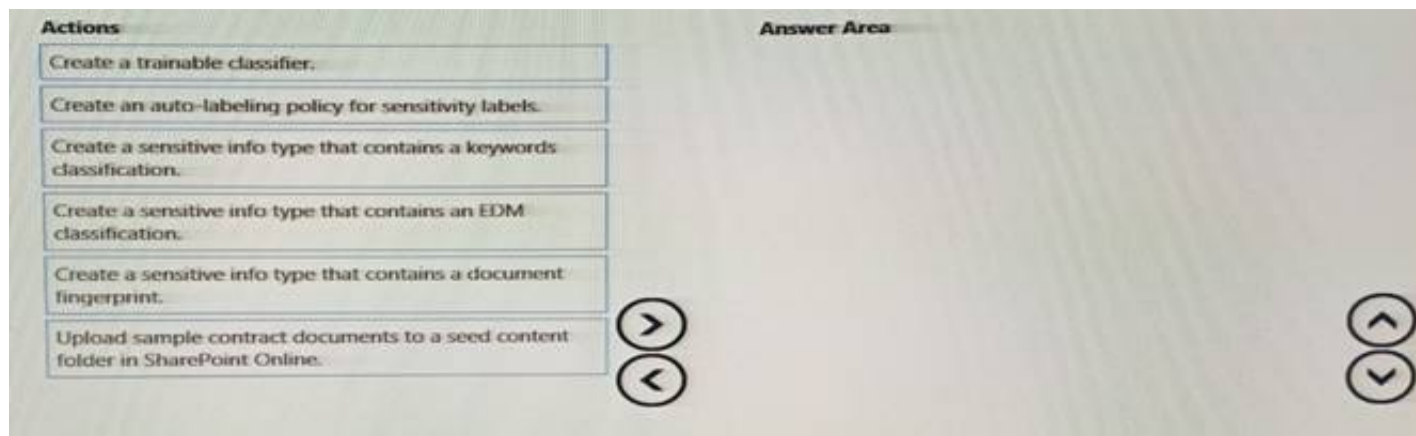 Actions
Answer Area
Create a trainable classifier.
Create an auto-labeling policy for sensitivity labels.
Create a sensitive info type that contains a keywords
classification.
Create a sensitive info type that contains an EDM
classification.
Create a sensitive info type that contains a document
fingerprint.
Upload sample contract documents to a seed content
folder in SharePoint Online.